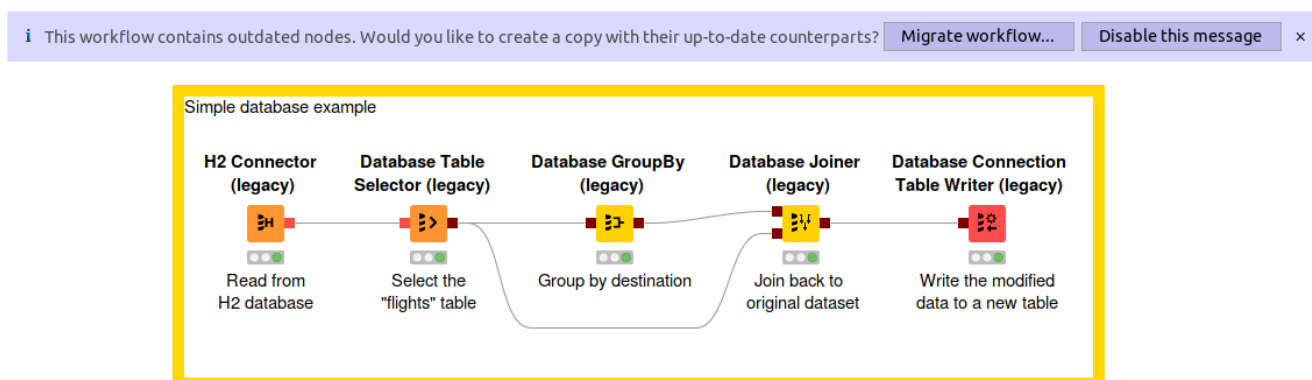 i This workflow contains outdated nodes. Would you like to create a copy with their up-to-date counterparts? Migrate workflow... Disable this message ×
Simple database example
H2 Connector
(legacy)
Read from
H2 database
Database Table
Selector (legacy)
Select the
"flights" table
Database GroupBy
(legacy)
Group by destination
Database Joiner
(legacy)
Join back to
original dataset
Database Connection
Table Writer (legacy)
Write the modified
data to a new table